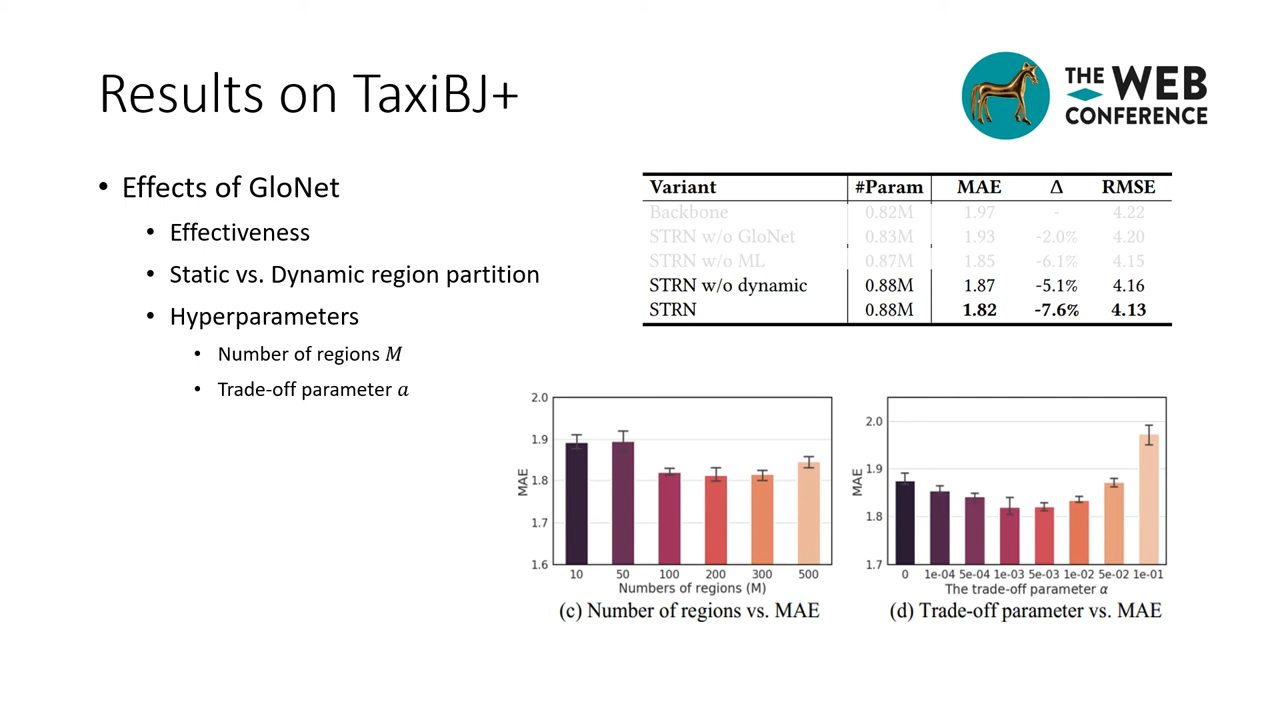 Results on TaxiBJ+
THE WEB
CONFERENCE
• Effects of GloNet
• Effectiveness
• Static vs. Dynamic region partition
• Hyperparameters
• Number of regions M
• Trade-off parameter a
Variant #Param MAE Δ RMSE
Backbone 0.82M 1.97 - 4.22
STRN w/o GloNet 0.83M 1.93 -2.0% 4.20
STRN w/o ML 0.87M 1.85 -6.1% 4.15
STRN w/o dynamic 0.88M 1.87 -5.1% 4.16
STRN 0.88M 1.82 -7.6% 4.13
2.0
1.9
1.8
1.7
1.6
MAE
10 50 100 200 300 500
Numbers of regions (M)
(c) Number of regions vs. MAE
2.0
1.9
1.8
1.7
MAE
0 1e-04 5e-04 1e-03 5e-03 1e-02 5e-02 1e-01
The trade-off parameter α
(d) Trade-off parameter vs. MAE